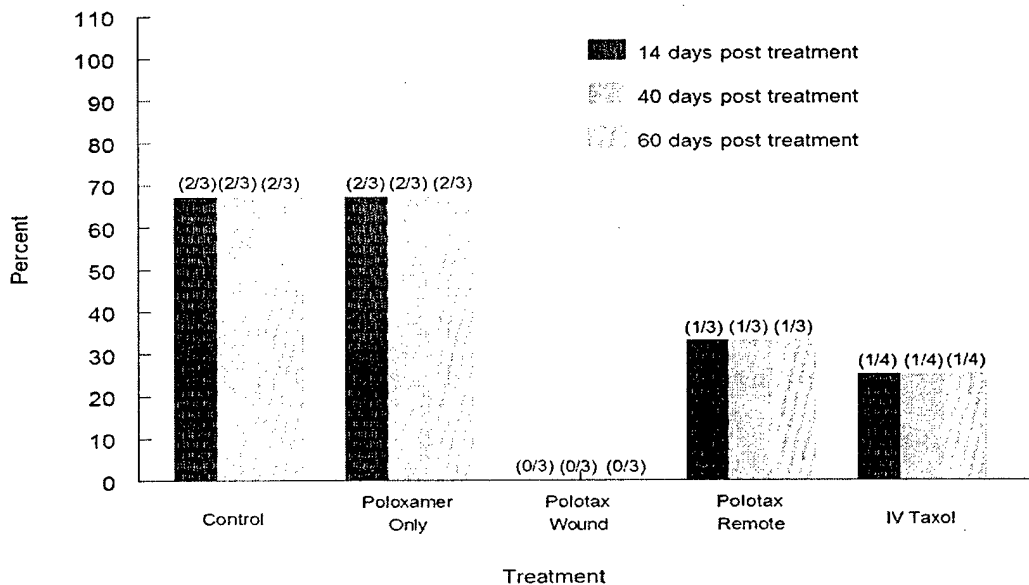 110
100
90
80
70
60
50
40
30
20
10
0
Percent
14 days post treatment
40 days post treatment
60 days post treatment
(2/3) (2/3) (2/3)
(2/3) (2/3) (2/3)
(0/3) (0/3) (0/3)
(1/3) (1/3) (1/3)
(1/4) (1/4) (1/4)
Control
Poloxamer
Only
Polotax
Wound
Polotax
Remote
IV Taxol
Treatment